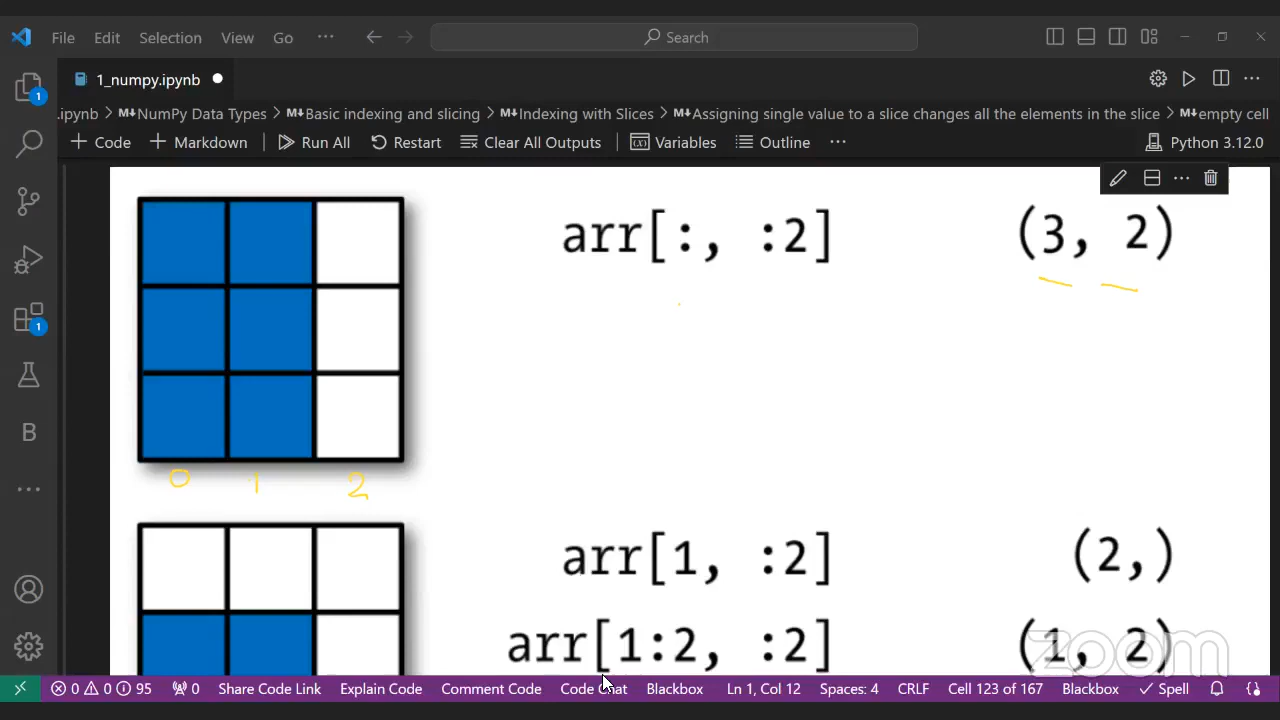 File Edit Selection View Go ··· Search
1_numpy.ipynb
.ipynb > NumPy Data Types > Basic indexing and slicing > Indexing with Slices > Assigning single value to a slice changes all the elements in the slice > empty cell
+ Code + Markdown Run All Restart Clear All Outputs Variables Outline ··· Python 3.12.0
1
1
B
arr[:, :2] (3, 2)
0 1 2
arr[1, :2] (2,)
arr[1:2, :2] (1, 2)
zoom
0 0 95 0 Share Code Link Explain Code Comment Code Code Chat Blackbox Ln 1, Col 12 Spaces: 4 CRLF Cell 123 of 167 Blackbox Spell